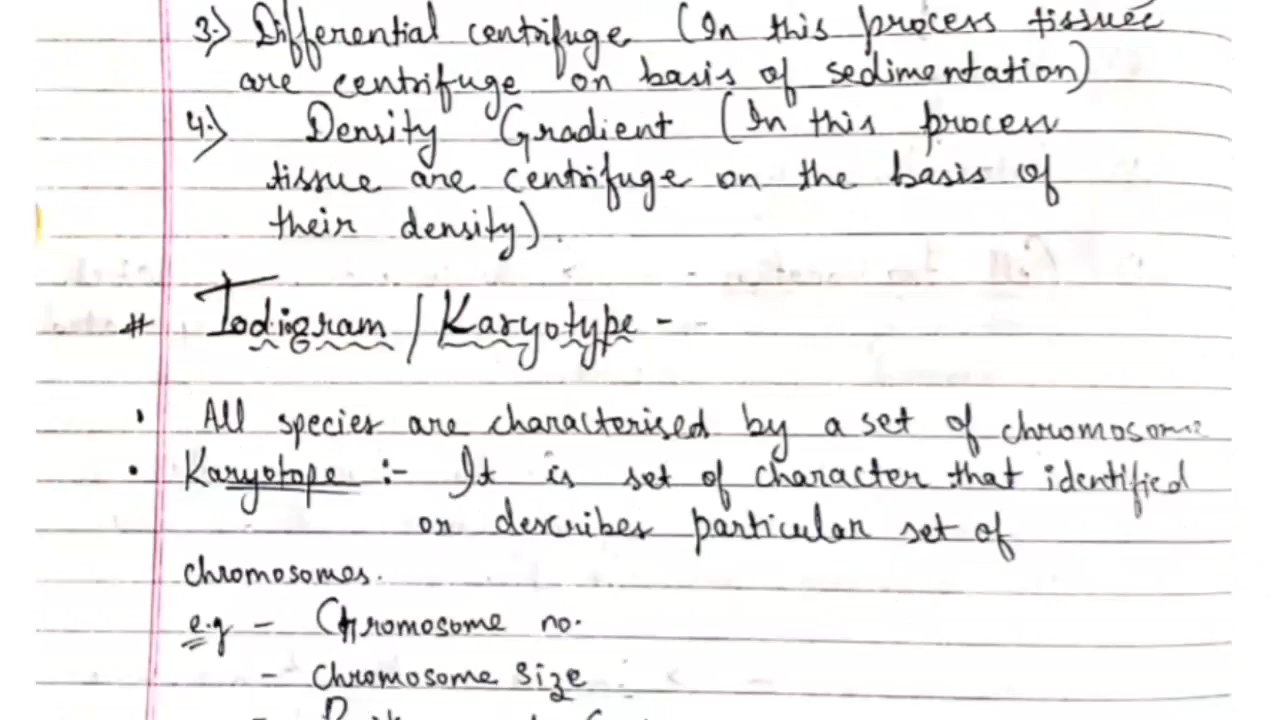 3.) Differential centrifuge (In this process tissues
are centrifuge on basis of sedimentation)
4.) Density Gradient (In this process
tissue are centrifuge on the basis of
their density).
# Iodigram / Karyotype -
• All species are characterised by a set of chromosome
• Karyotope :- It is set of character that identified
or describes particular set of
chromosomes.
e.g - Chromosome no.
- Chromosome Size